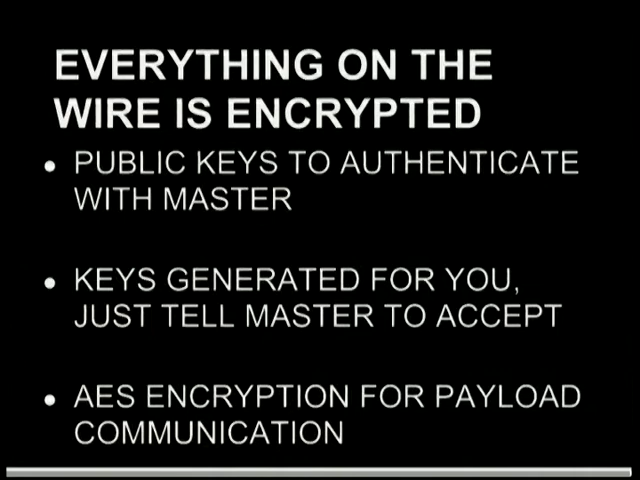 EVERYTHING ON THE
WIRE IS ENCRYPTED
• PUBLIC KEYS TO AUTHENTICATE
WITH MASTER
• KEYS GENERATED FOR YOU,
JUST TELL MASTER TO ACCEPT
• AES ENCRYPTION FOR PAYLOAD
COMMUNICATION